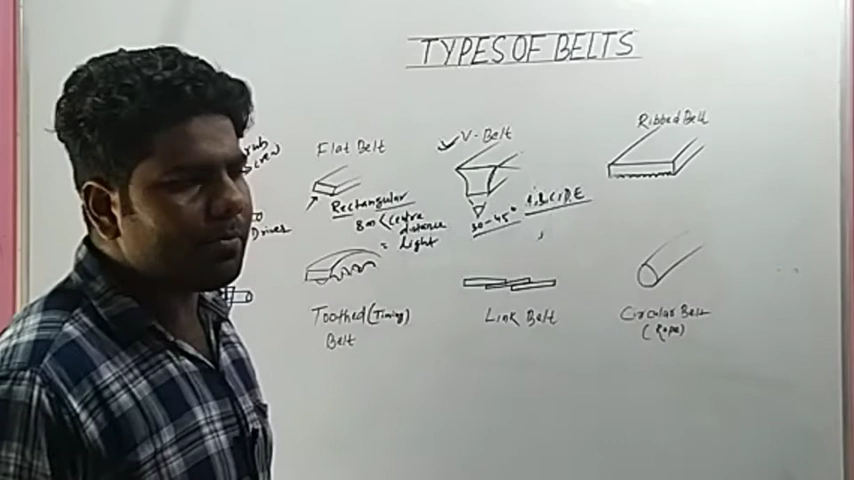 TYPES OF BELTS
Flat Belt
Rectangular
8m < centre
distance
= light
V-Belt
30-45°
A,B,C,D,E
Ribbed Belt
Driver
Toothed (Timing)
Belt
Link Belt
Circular Belt
(Rope)